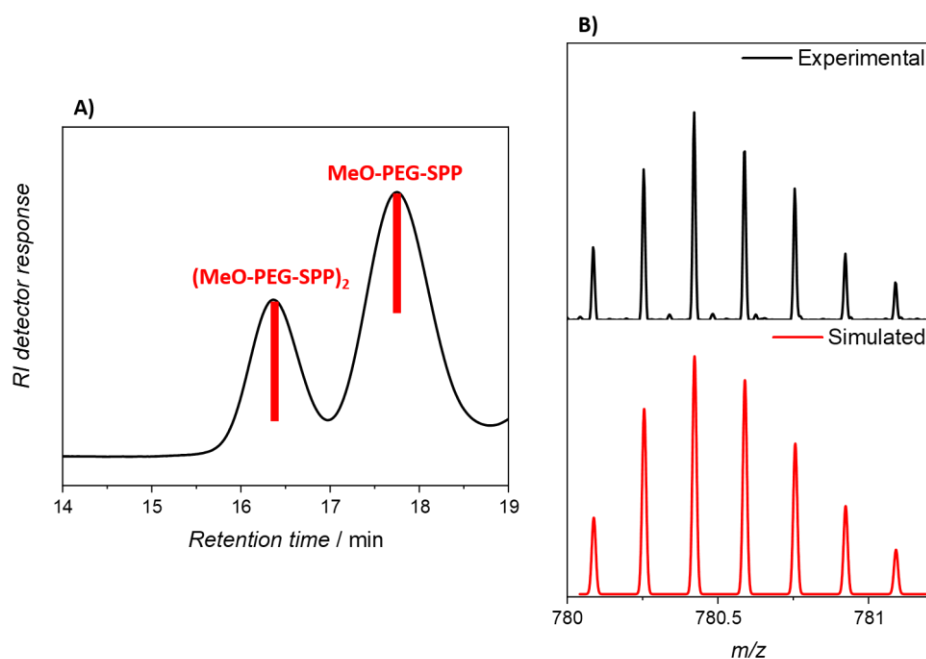 A)
RI detector response
MeO-PEG-SPP
(MeO-PEG-SPP)2
14 15 16 17 18 19
Retention time / min
B)
Experimental
Simulated
780 780.5 781
m/z